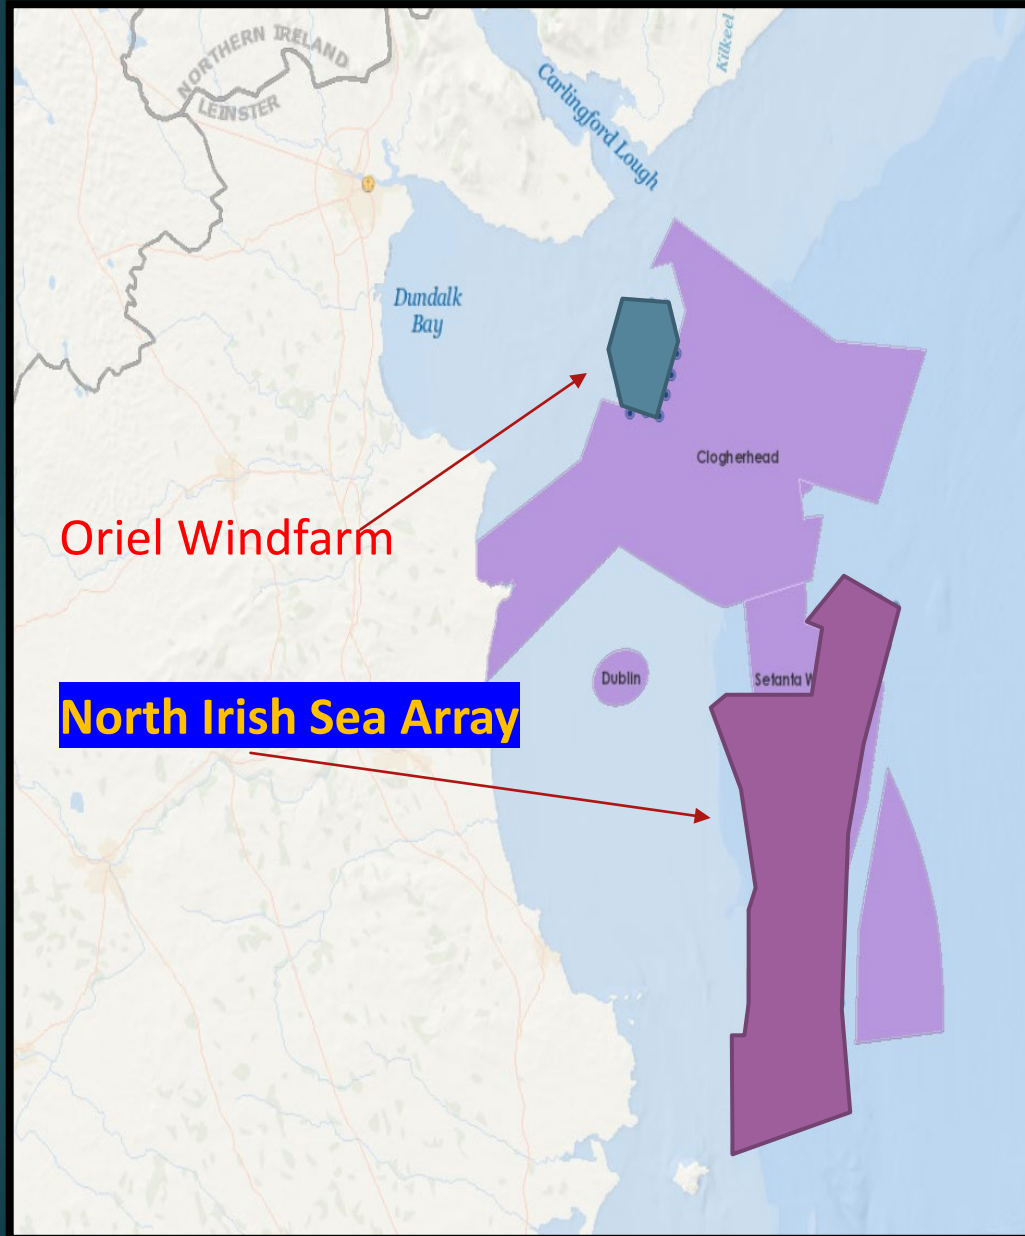 Kilkeel
NORTHERN IRELAND
LEINSTER
Carlingford Lough
Dundalk
Bay
Clogherhead
Oriel Windfarm
Dublin
Setanta W
North Irish Sea Array